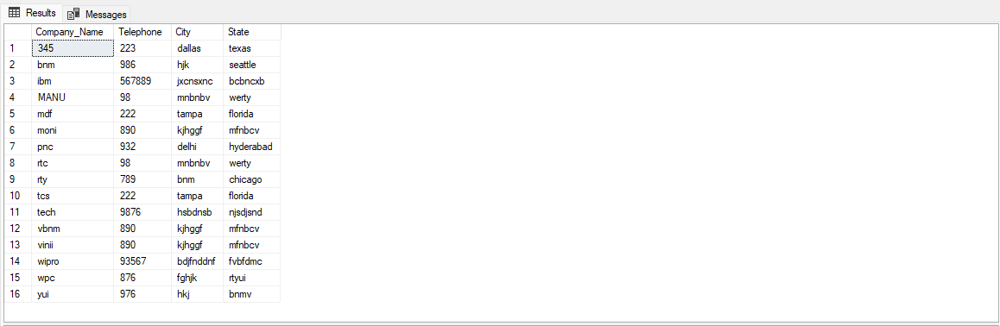 Results Messages
Company_Name Telephone City State
1 345 223 dallas texas
2 bnm 986 hjk seattle
3 ibm 567889 jxcnsxnc bcbncxb
4 MANU 98 mnbnbv werty
5 mdf 222 tampa florida
6 moni 890 kjhggf mfnbcv
7 pnc 932 delhi hyderabad
8 rtc 98 mnbnbv werty
9 rty 789 bnm chicago
10 tcs 222 tampa florida
11 tech 9876 hsbdnsb njsdjsnd
12 vbnm 890 kjhggf mfnbcv
13 vinii 890 kjhggf mfnbcv
14 wipro 93567 bdjfnddnf fvbfdmc
15 wpc 876 fghjk rtyui
16 yui 976 hkj bnmv